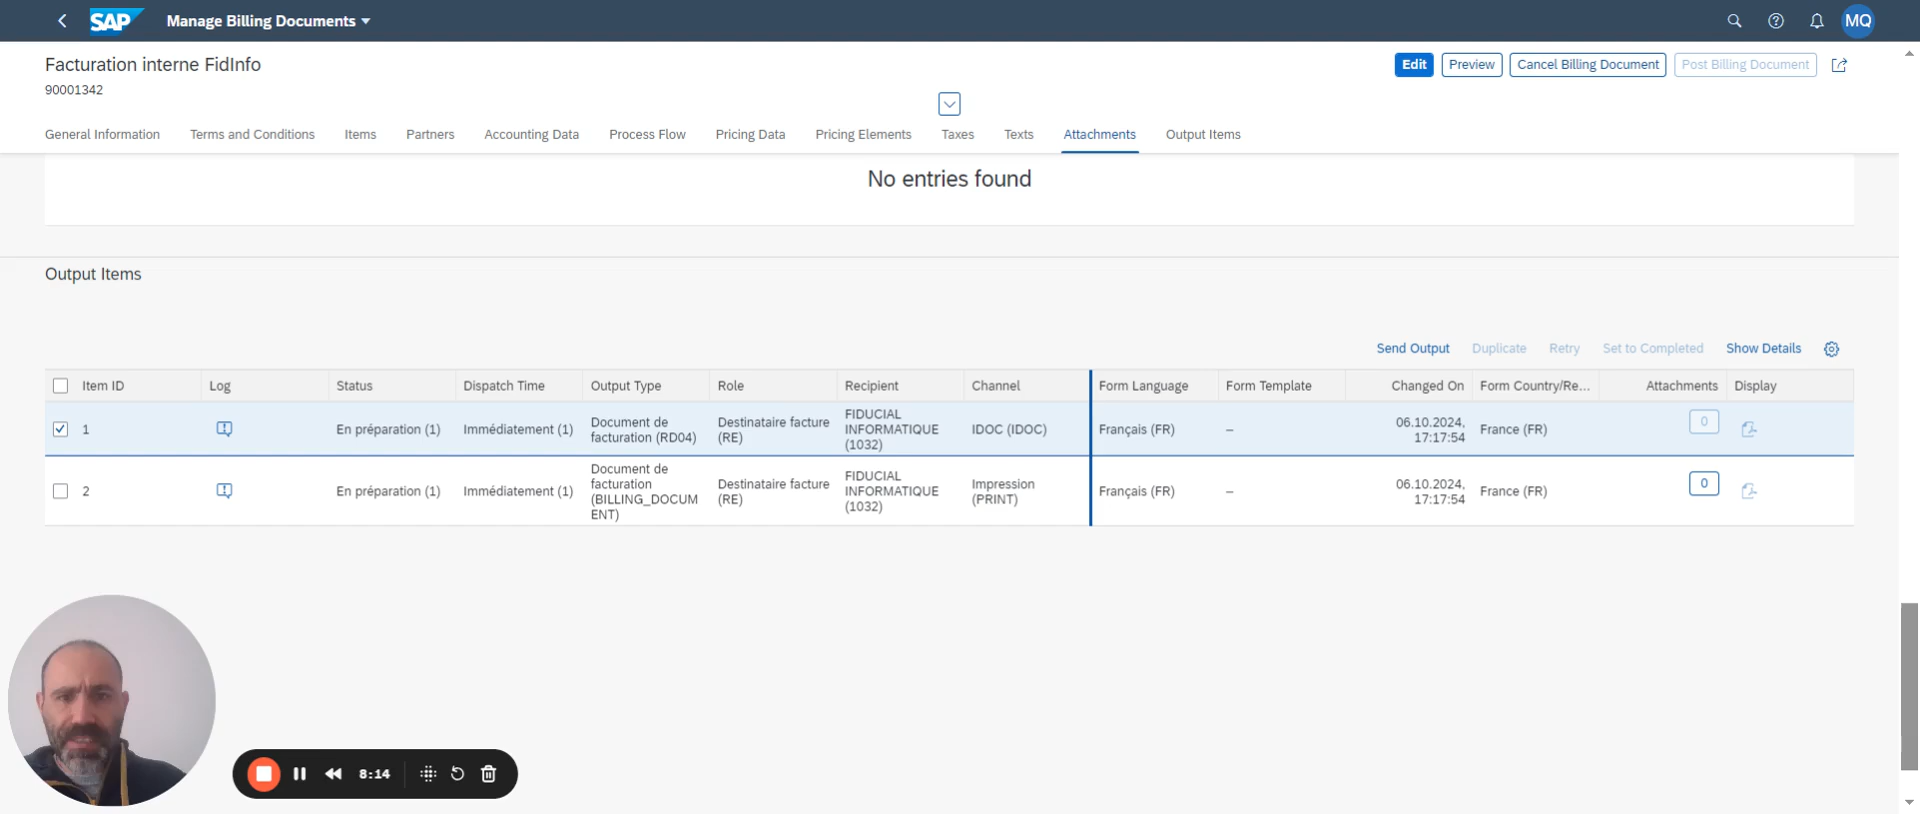 SAP Manage Billing Documents MQ
Facturation interne FidInfo
Edit Preview Cancel Billing Document Post Billing Document
90001342
General Information Terms and Conditions Items Partners Accounting Data Process Flow Pricing Data Pricing Elements Taxes Texts Attachments Output Items
No entries found
Output Items
Send Output Duplicate Retry Set to Completed Show Details
Item ID Log Status Dispatch Time Output Type Role Recipient Channel Form Language Form Template Changed On Form Country/Re... Attachments Display
1 En préparation (1) Immédiatement (1) Document de facturation (RD04) Destinataire facture (RE) FIDUCIAL INFORMATIQUE (1032) IDOC (IDOC) Français (FR) – 06.10.2024, 17:17:54 France (FR) 0
2 En préparation (1) Immédiatement (1) Document de facturation (BILLING_DOCUMENT) Destinataire facture (RE) FIDUCIAL INFORMATIQUE (1032) Impression (PRINT) Français (FR) – 06.10.2024, 17:17:54 France (FR) 0
8:14